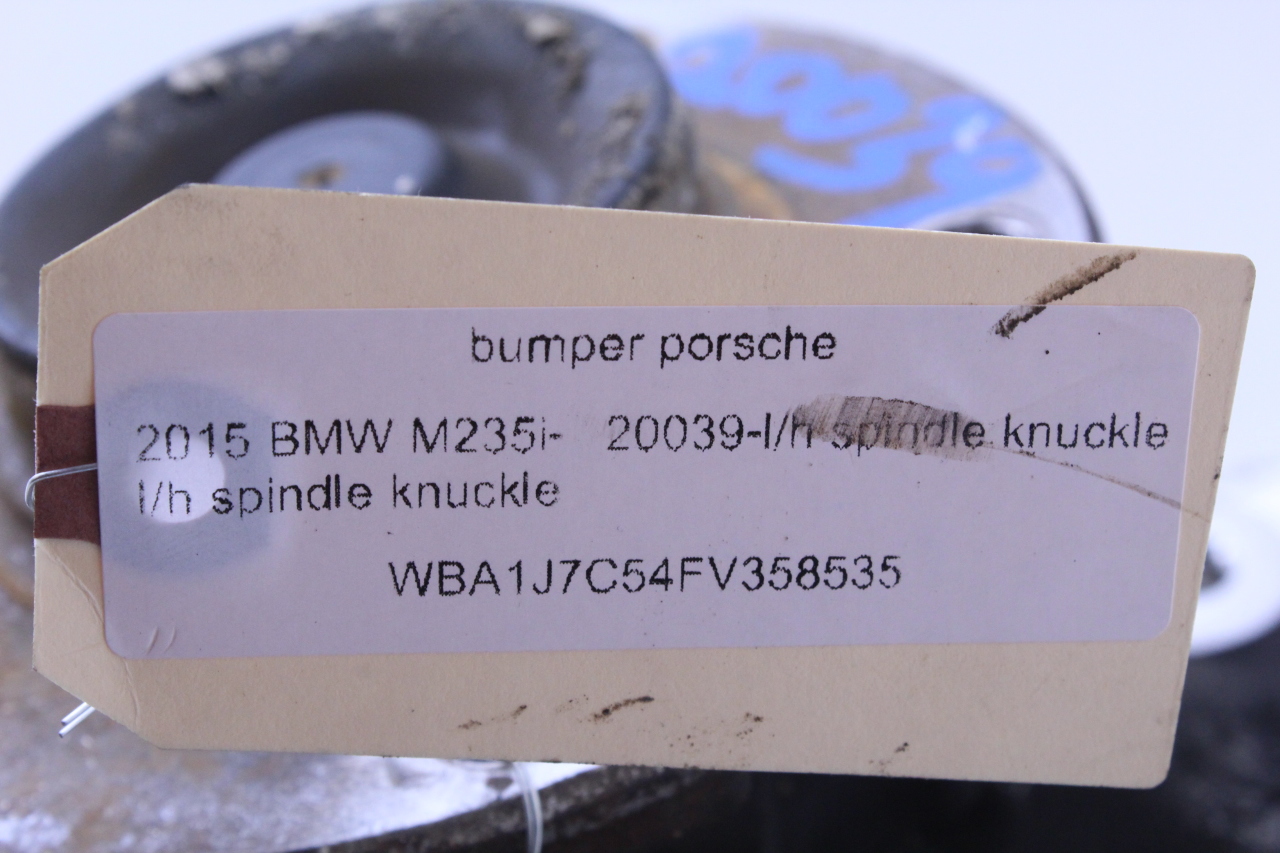 bumper porsche
2015 BMW M235i- 20039-l/h spindle knuckle
l/h spindle knuckle
WBA1J7C54FV358535